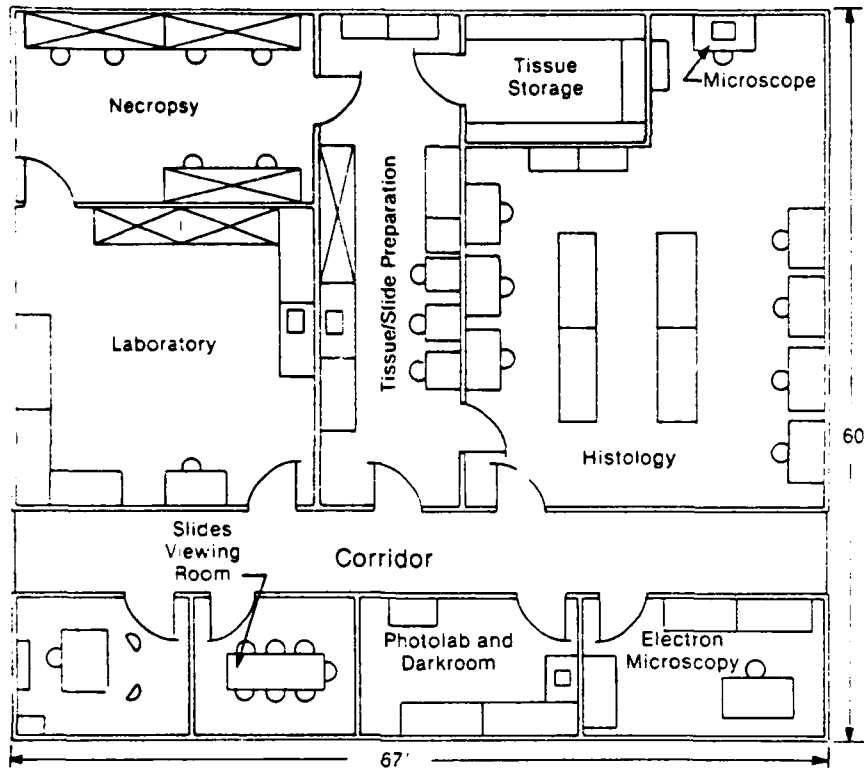 Necropsy
Tissue
Storage
Microscope
Tissue/Slide Preparation
Laboratory
Histology
60
Slides
Viewing
Room
Corridor
Photolab and
Darkroom
Electron
Microscopy
67'